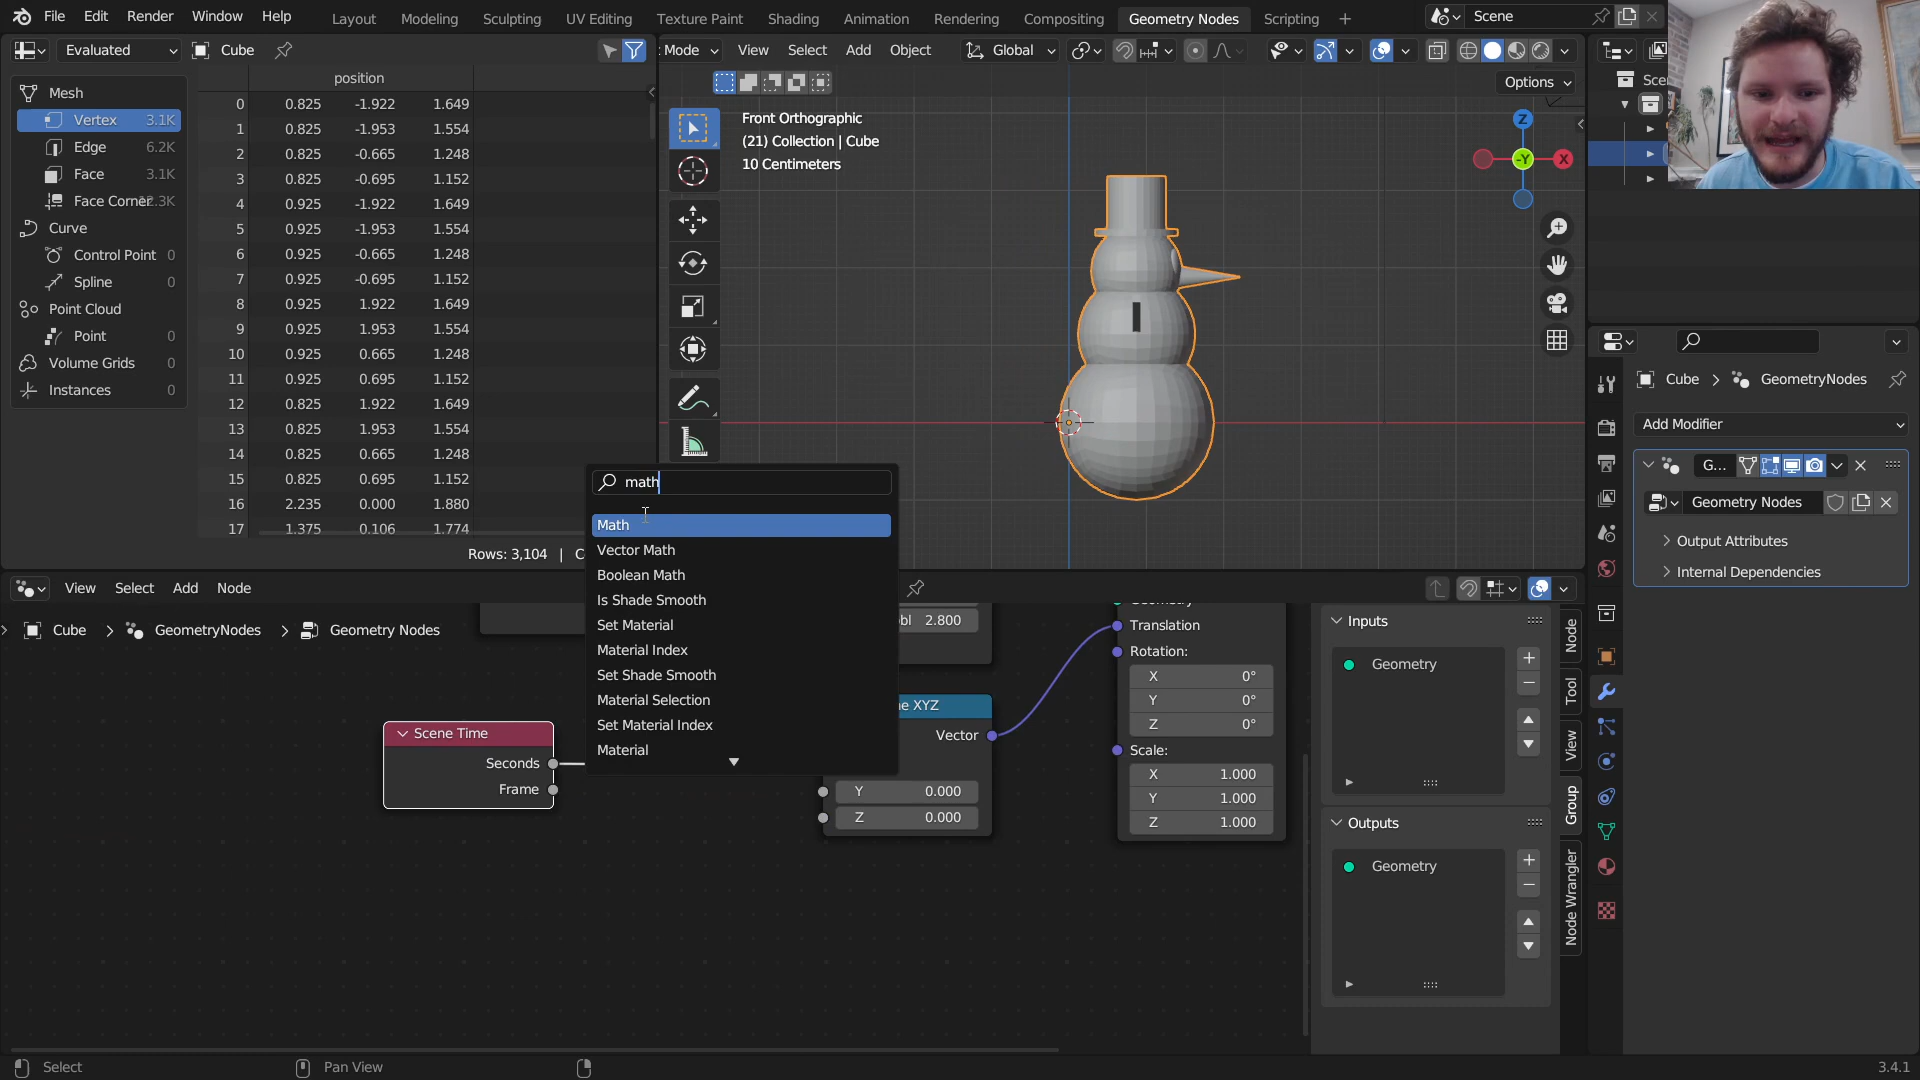 File Edit Render Window Help
Layout Modeling Sculpting UV Editing Texture Paint Shading Animation Rendering Compositing Geometry Nodes Scripting +
Scene
Evaluated
Cube
Mode View Select Add Object
Global
Options
position
Mesh
Vertex 3.1K
Edge 6.2K
Face 3.1K
Face Corner
Curve
Control Point 0
Spline 0
Point Cloud
Point 0
Volume Grids 0
Instances 0
0 0.825 -1.922 1.649
1 0.825 -1.953 1.554
2 0.825 -0.665 1.248
3 0.825 -0.695 1.152
4 0.925 -1.922 1.649
5 0.925 -1.953 1.554
6 0.925 -0.665 1.248
7 0.925 -0.695 1.152
8 0.925 1.922 1.649
9 0.925 1.953 1.554
10 0.925 0.665 1.248
11 0.925 0.695 1.152
12 0.825 1.922 1.649
13 0.825 1.953 1.554
14 0.825 0.665 1.248
15 0.825 0.695 1.152
16 2.235 0.000 1.880
17 1.375 0.106 1.774
Rows: 3,104 |
Front Orthographic
(21) Collection | Cube
10 Centimeters
Z
-Y
X
math
Math
Vector Math
Boolean Math
Is Shade Smooth
Set Material
Material Index
Set Shade Smooth
Material Selection
Set Material Index
Material
View Select Add Node
Cube > GeometryNodes > Geometry Nodes
Scene Time
Seconds
Frame
2.800
XYZ
Vector
Y 0.000
Z 0.000
Translation
Rotation:
X 0°
Y 0°
Z 0°
Scale:
X 1.000
Y 1.000
Z 1.000
Inputs
Geometry
Outputs
Geometry
Node
Tool
View
Group
Node Wrangler
Cube > GeometryNodes
Add Modifier
G...
Geometry Nodes
Output Attributes
Internal Dependencies
Select
Pan View
3.4.1